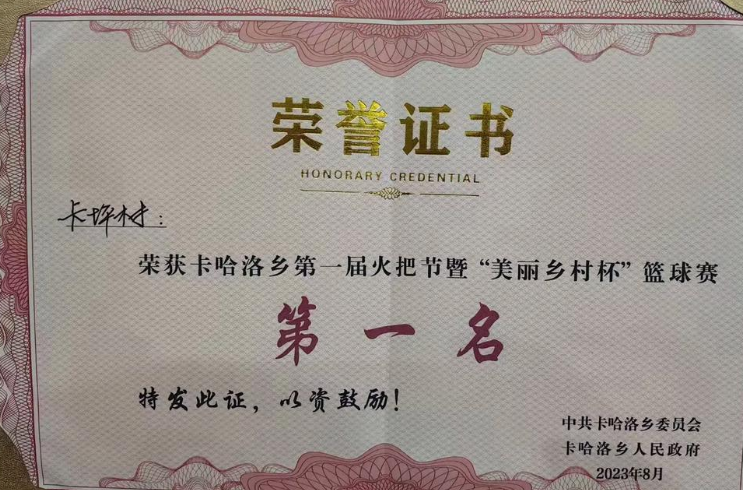 荣誉证书
HONORARY CREDENTIAL
卡坪村：
荣获卡哈洛乡第一届火把节暨“美丽乡村杯”篮球赛
第一名
特发此证，以资鼓励！
中共卡哈洛乡委员会
卡哈洛乡人民政府
2023年8月